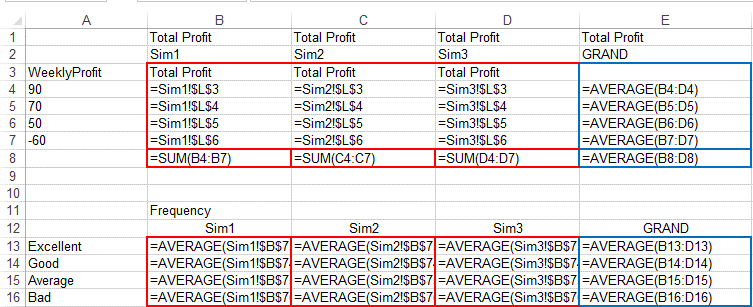 A B C D E
1 Total Profit Total Profit Total Profit Total Profit
2 Sim1 Sim2 Sim3 GRAND
3 WeeklyProfit Total Profit Total Profit Total Profit
4 90 =Sim1!$L$3 =Sim2!$L$3 =Sim3!$L$3 =AVERAGE(B4:D4)
5 70 =Sim1!$L$4 =Sim2!$L$4 =Sim3!$L$4 =AVERAGE(B5:D5)
6 50 =Sim1!$L$5 =Sim2!$L$5 =Sim3!$L$5 =AVERAGE(B6:D6)
7 -60 =Sim1!$L$6 =Sim2!$L$6 =Sim3!$L$6 =AVERAGE(B7:D7)
8 =SUM(B4:B7) =SUM(C4:C7) =SUM(D4:D7) =AVERAGE(B8:D8)
9
10
11 Frequency
12 Sim1 Sim2 Sim3 GRAND
13 Excellent =AVERAGE(Sim1!$B$7 =AVERAGE(Sim2!$B$7 =AVERAGE(Sim3!$B$7 =AVERAGE(B13:D13)
14 Good =AVERAGE(Sim1!$B$7 =AVERAGE(Sim2!$B$7 =AVERAGE(Sim3!$B$7 =AVERAGE(B14:D14)
15 Average =AVERAGE(Sim1!$B$7 =AVERAGE(Sim2!$B$7 =AVERAGE(Sim3!$B$7 =AVERAGE(B15:D15)
16 Bad =AVERAGE(Sim1!$B$7 =AVERAGE(Sim2!$B$7 =AVERAGE(Sim3!$B$7 =AVERAGE(B16:D16)